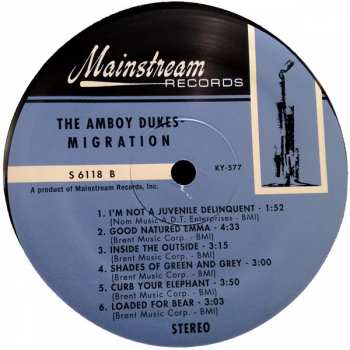 Mainstream
RECORDS
THE AMBOY DUKES-
MIGRATION
S 6118 B
KY-577
A product of Mainstream Records, Inc.
1. I'M NOT A JUVENILE DELINQUENT - 1:52
(Nom Music A.D.T. Enterprises - BMI)
2. GOOD NATURED EMMA - 4:33
(Brent Music Corp. - BMI)
3. INSIDE THE OUTSIDE - 3:15
(Brent Music Corp. - BMI)
4. SHADES OF GREEN AND GREY - 3:00
(Brent Music Corp. - BMI)
5. CURB YOUR ELEPHANT - 3:50
(Brent Music Corp. - BMI)
6. LOADED FOR BEAR - 3:03
(Brent Music Corp. - BMI)
STEREO